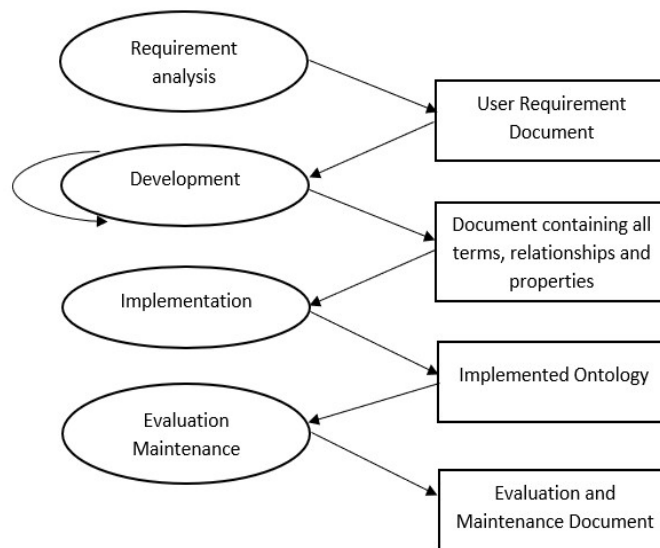 Requirement
analysis
User Requirement
Document
Development
Document containing all
terms, relationships and
properties
Implementation
Implemented Ontology
Evaluation
Maintenance
Evaluation and
Maintenance Document